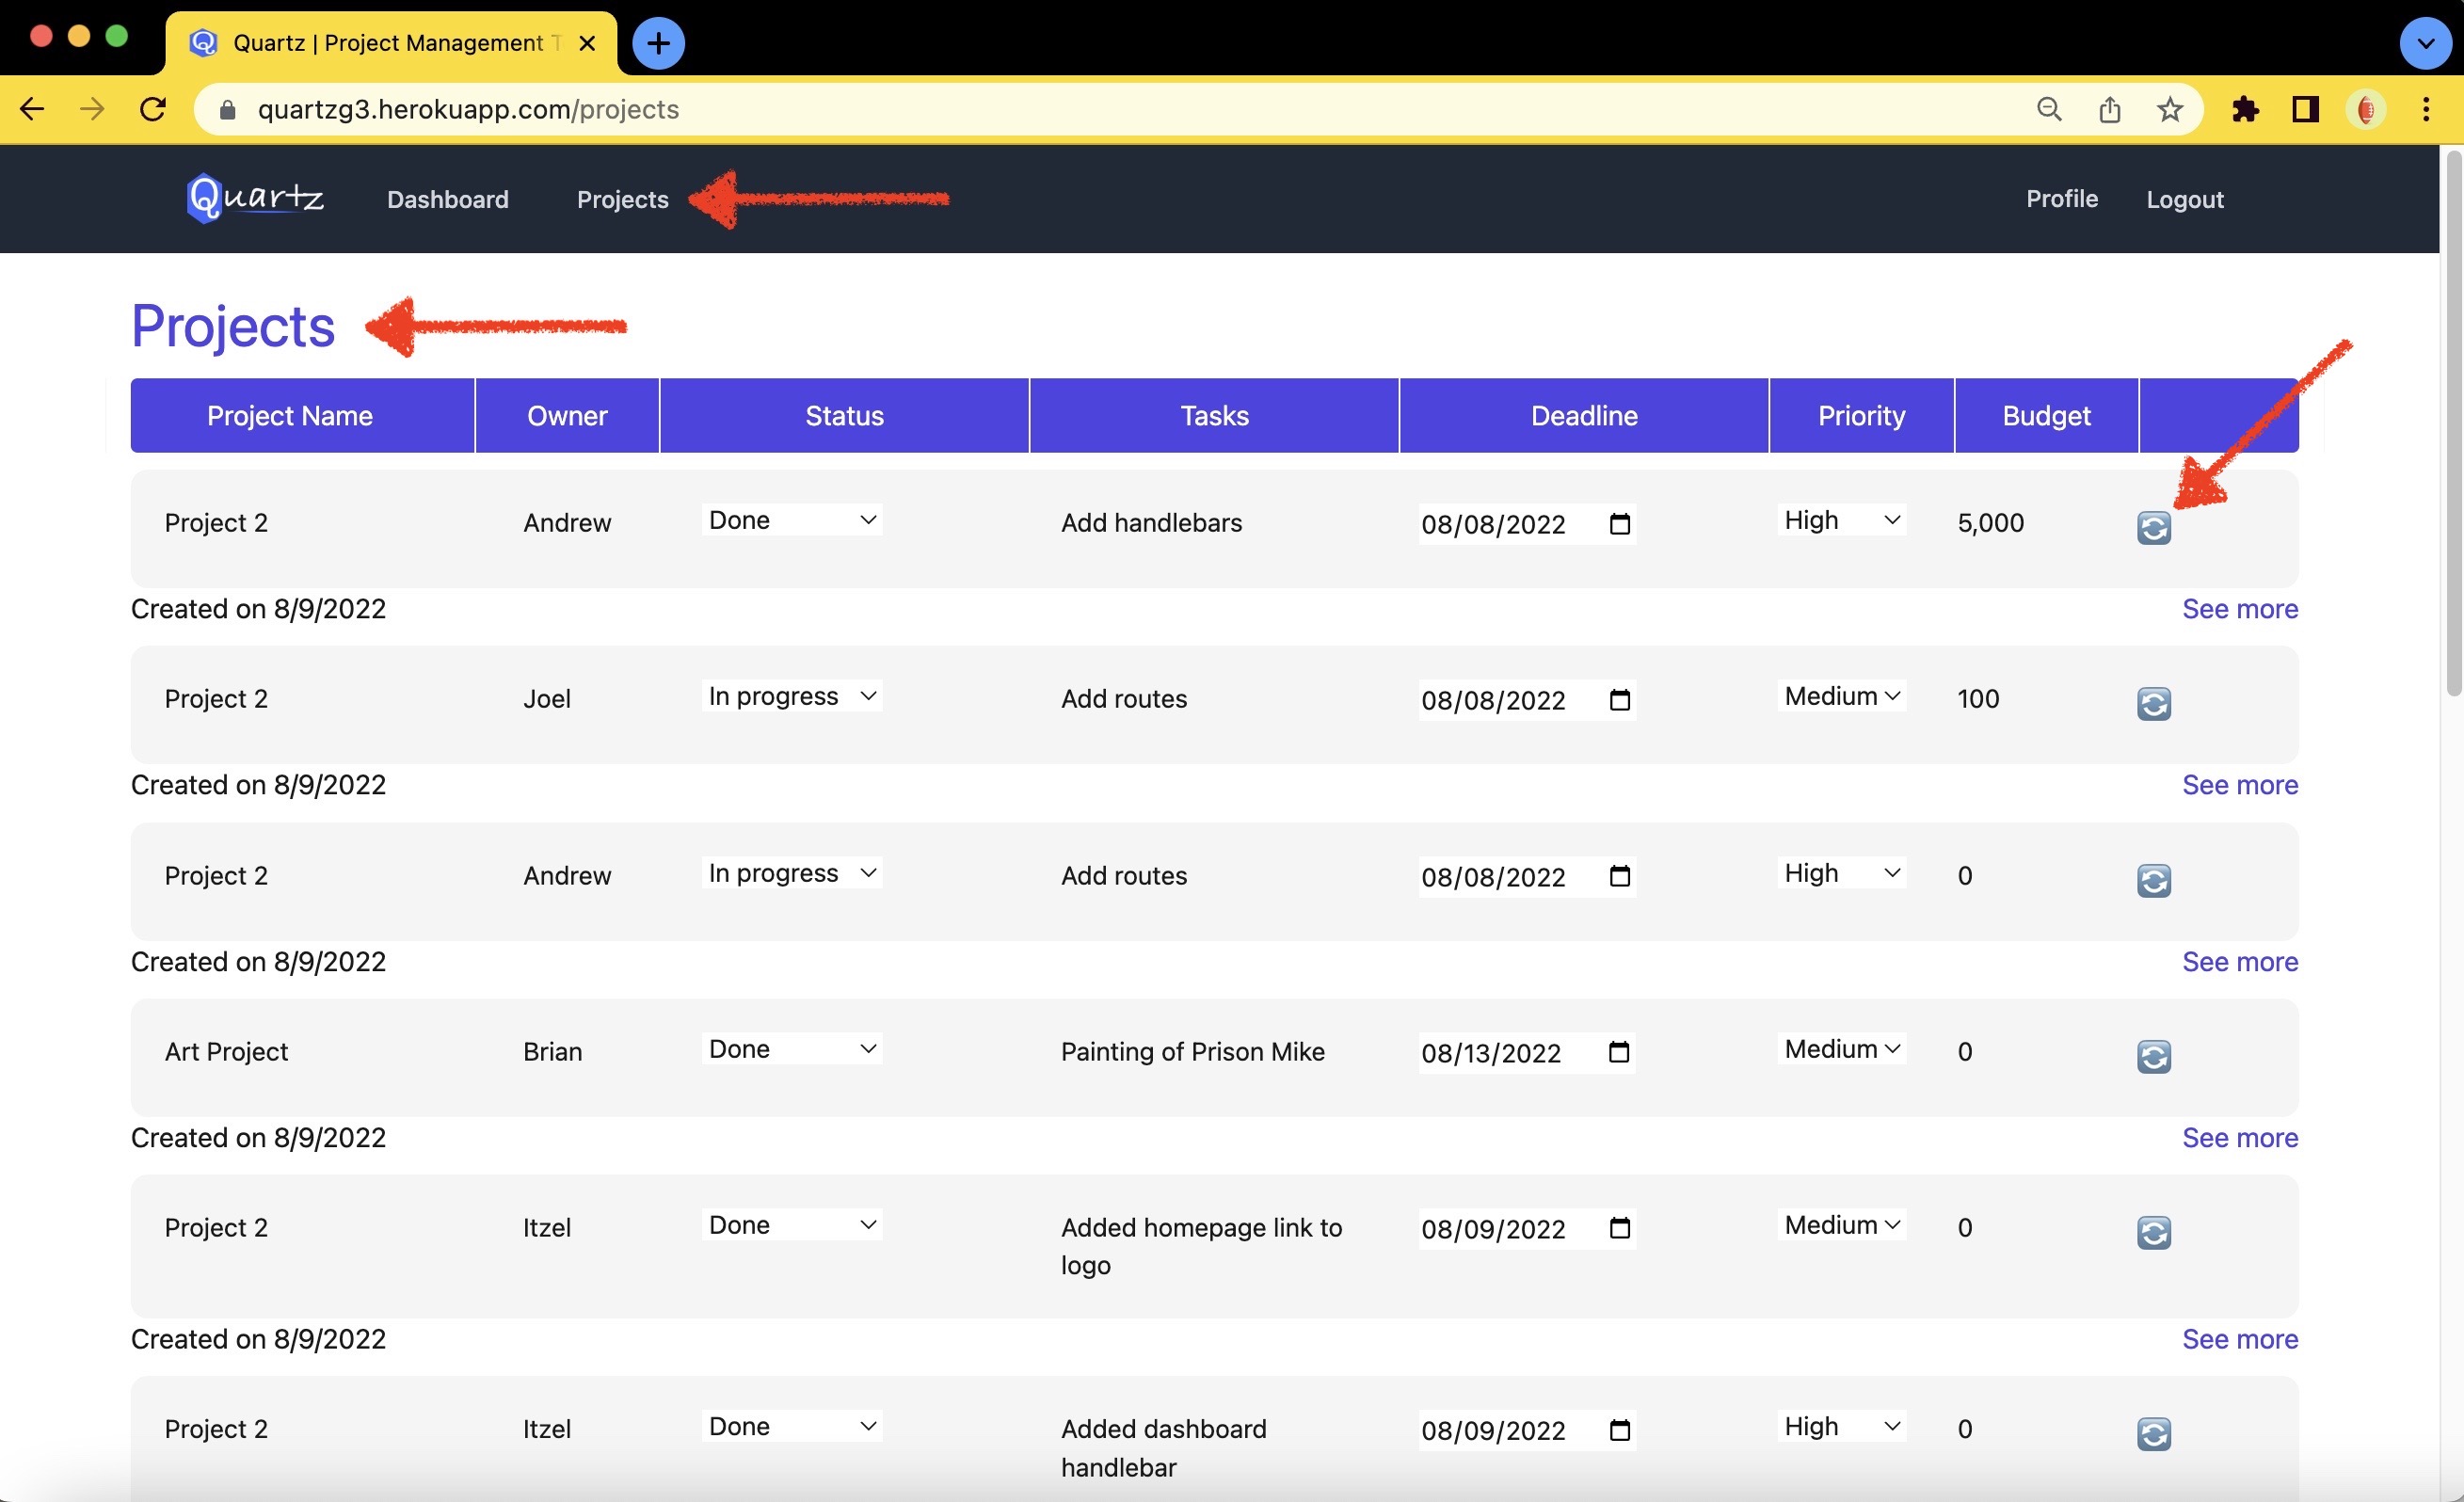 Quartz | Project Management
quartzg3.herokuapp.com/projects
Quartz Dashboard Projects Profile Logout
Projects
Project Name Owner Status Tasks Deadline Priority Budget
Project 2 Andrew Done Add handlebars 08/08/2022 High 5,000
Created on 8/9/2022 See more
Project 2 Joel In progress Add routes 08/08/2022 Medium 100
Created on 8/9/2022 See more
Project 2 Andrew In progress Add routes 08/08/2022 High 0
Created on 8/9/2022 See more
Art Project Brian Done Painting of Prison Mike 08/13/2022 Medium 0
Created on 8/9/2022 See more
Project 2 Itzel Done Added homepage link to 08/09/2022 Medium 0
logo
Created on 8/9/2022 See more
Project 2 Itzel Done Added dashboard 08/09/2022 High 0
handlebar